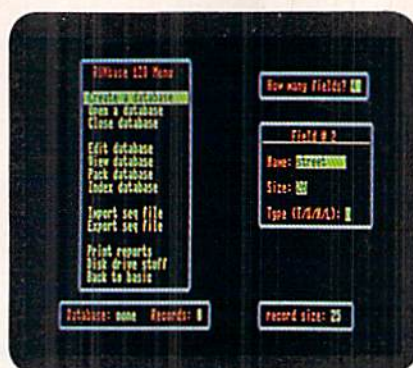 RUNbase 128 Menu
Create a database
Open a database
Close database
Edit database
View database
Pack database
Index database
Import seq file
Export seq file
Print reports
Disk drive stuff
Back to basic
Database: none Records: 0
How many fields?
Field # 2
Name: street
Size:
Type (I/S/R/L):
record size: 25